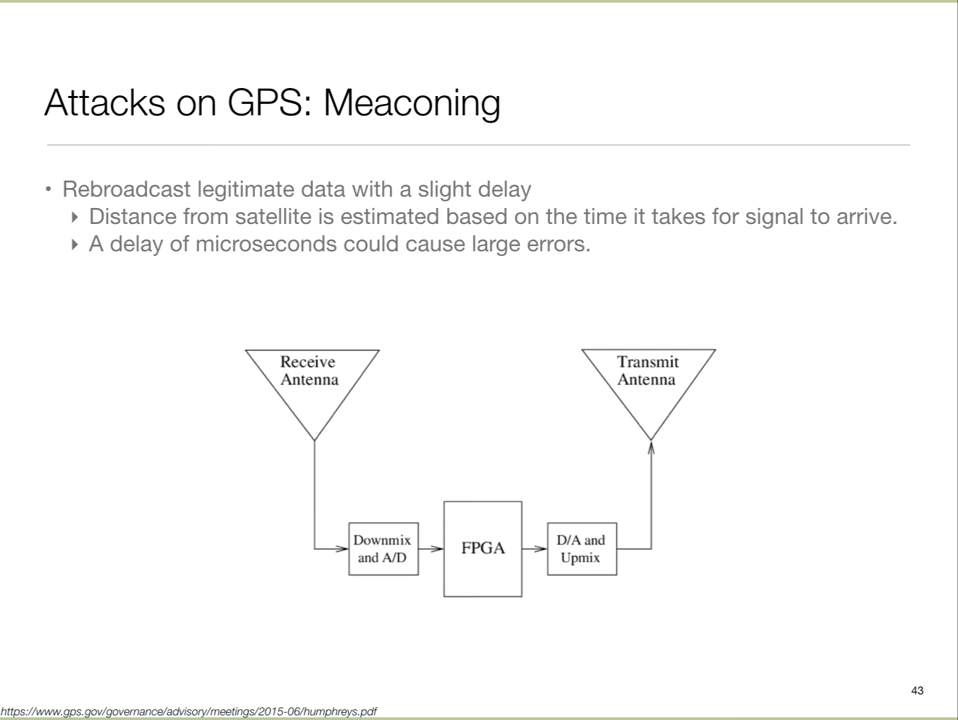 Attacks on GPS: Meaconing
• Rebroadcast legitimate data with a slight delay
‣ Distance from satellite is estimated based on the time it takes for signal to arrive.
‣ A delay of microseconds could cause large errors.
Receive
Antenna
Transmit
Antenna
Downmix
and A/D
FPGA
D/A and
Upmix
43
https://www.gps.gov/governance/advisory/meetings/2015-06/humphreys.pdf